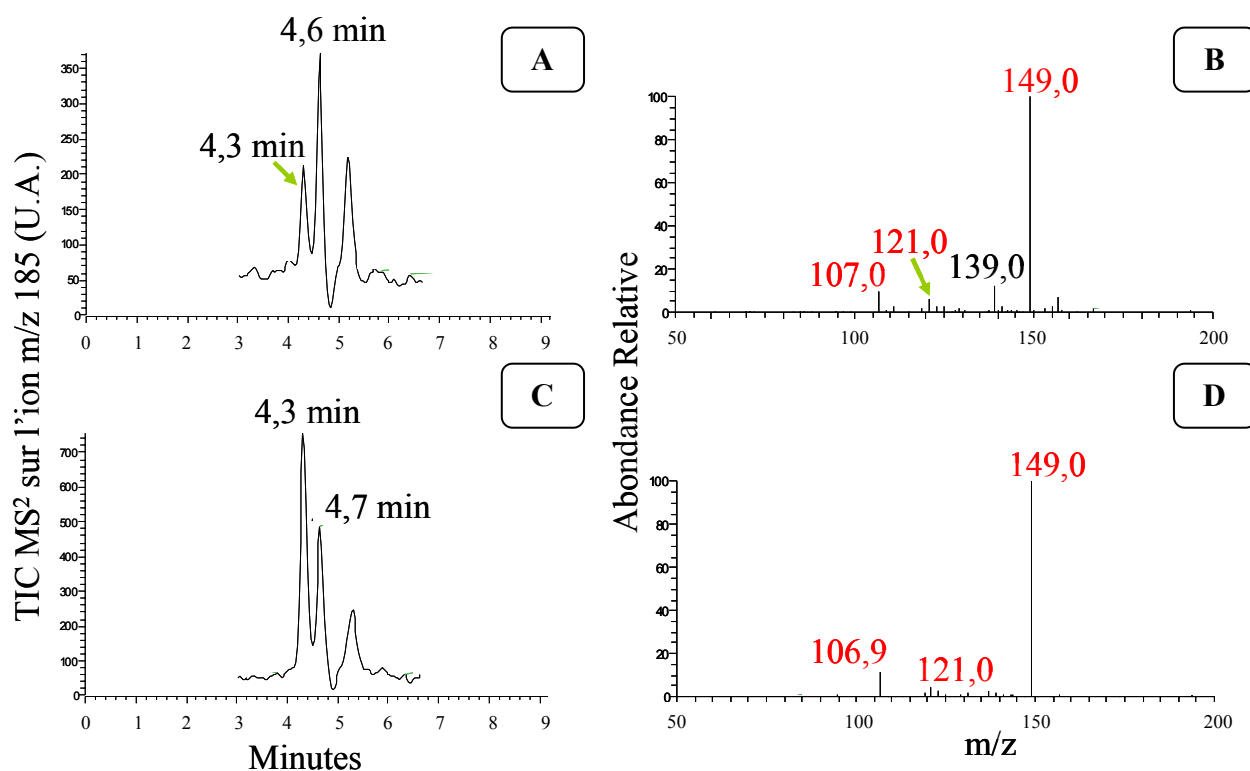 TIC MS² sur l'ion m/z 185 (U.A.)
A
4,6 min
4,3 min
350
300
250
200
150
100
50
0
0 1 2 3 4 5 6 7 8 9
B
149,0
121,0
139,0
107,0
100
80
60
40
20
0
50 100 150 200
Abondance Relative
C
4,3 min
4,7 min
700
600
500
400
300
200
100
0
0 1 2 3 4 5 6 7 8 9
Minutes
D
149,0
106,9
121,0
100
80
60
40
20
0
50 100 150 200
m/z